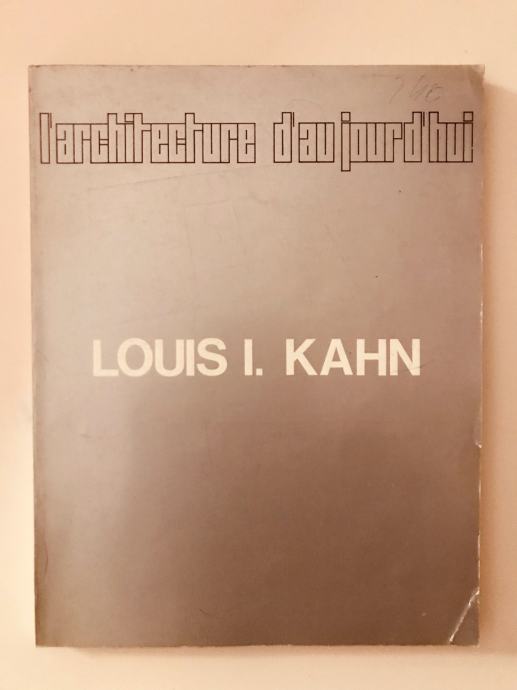 l'architecture d'aujourd'hui
LOUIS I. KAHN